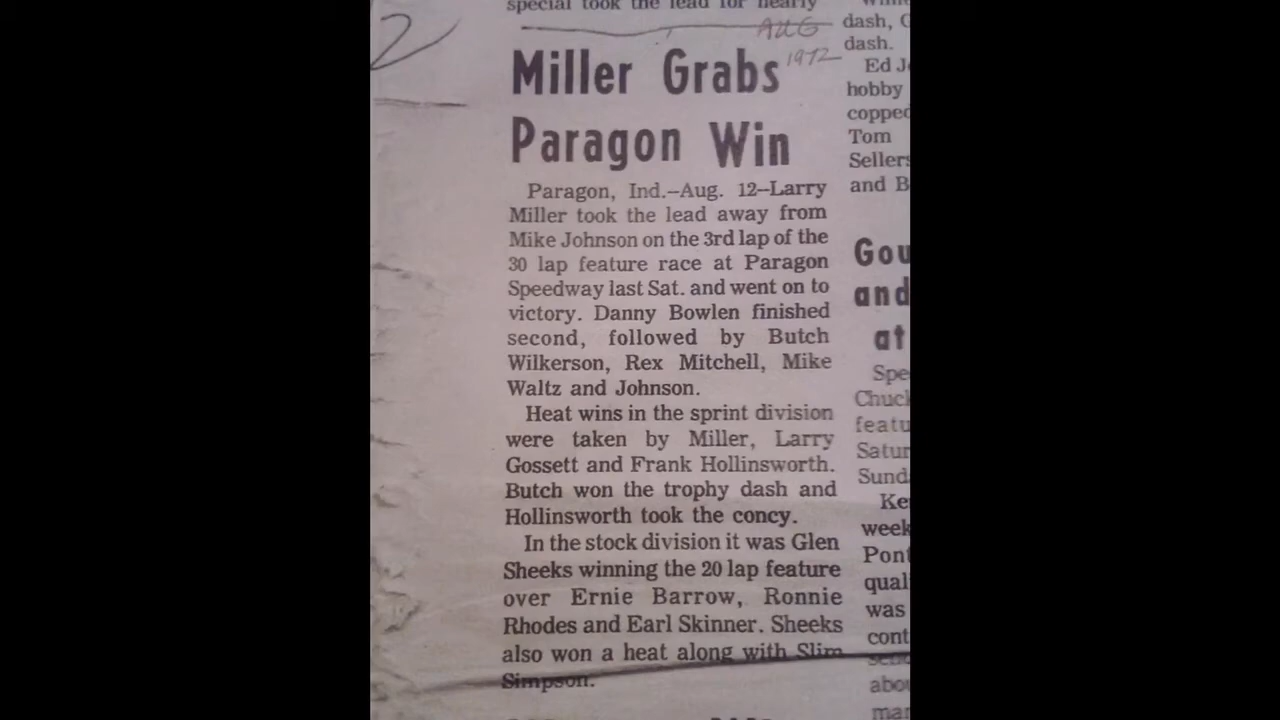 special took the lead for nearly
2
AUG
1972
Miller Grabs
Paragon Win
Paragon, Ind.–Aug. 12–Larry
Miller took the lead away from
Mike Johnson on the 3rd lap of the
30 lap feature race at Paragon
Speedway last Sat. and went on to
victory. Danny Bowlen finished
second, followed by Butch
Wilkerson, Rex Mitchell, Mike
Waltz and Johnson.
Heat wins in the sprint division
were taken by Miller, Larry
Gossett and Frank Hollinsworth.
Butch won the trophy dash and
Hollinsworth took the concy.
In the stock division it was Glen
Sheeks winning the 20 lap feature
over Ernie Barrow, Ronnie
Rhodes and Earl Skinner. Sheeks
also won a heat along with Slim
Simpson.
dash,
dash.
Ed
hobby
copped
Tom
Sellers
and B
Gou
and
at
Spe
Chuck
featu
Satur
Sund
Ke
week
Pont
qual
was
cont
abou
man